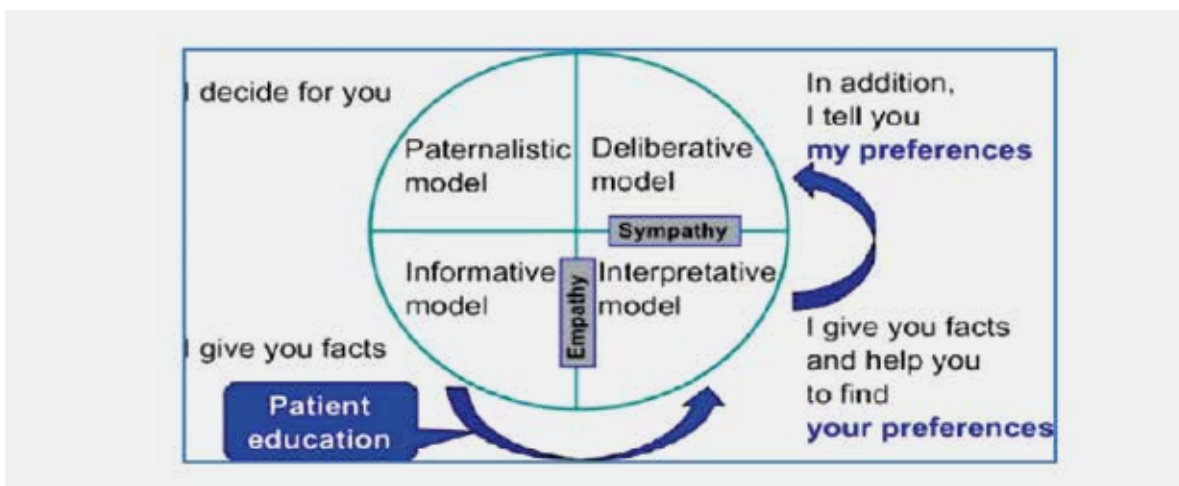 I decide for you
Paternalistic
model
Deliberative
model
In addition,
I tell you
my preferences
Sympathy
Informative
model
Empathy
Interpretative
model
I give you facts
I give you facts
and help you
to find
your preferences
Patient
education